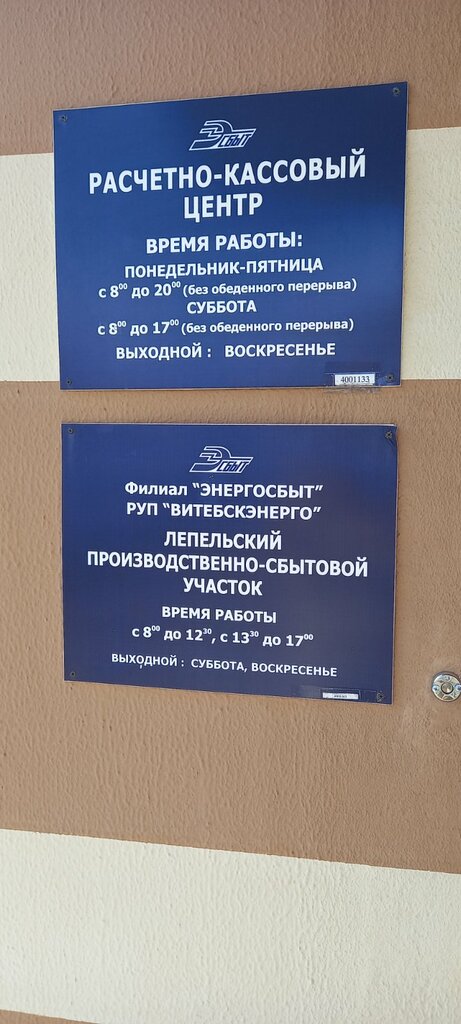 Эсбыт
РАСЧЕТНО-КАССОВЫЙ
ЦЕНТР
ВРЕМЯ РАБОТЫ:
ПОНЕДЕЛЬНИК-ПЯТНИЦА
с 8⁰⁰ до 20⁰⁰ (без обеденного перерыва)
СУББОТА
с 8⁰⁰ до 17⁰⁰ (без обеденного перерыва)
ВЫХОДНОЙ : ВОСКРЕСЕНЬЕ
4001133
Эсбыт
Филиал "ЭНЕРГОСБЫТ"
РУП "ВИТЕБСКЭНЕРГО"
ЛЕПЕЛЬСКИЙ
ПРОИЗВОДСТВЕННО-СБЫТОВОЙ
УЧАСТОК
ВРЕМЯ РАБОТЫ
с 8⁰⁰ до 12³⁰, с 13³⁰ до 17⁰⁰
ВЫХОДНОЙ : СУББОТА, ВОСКРЕСЕНЬЕ